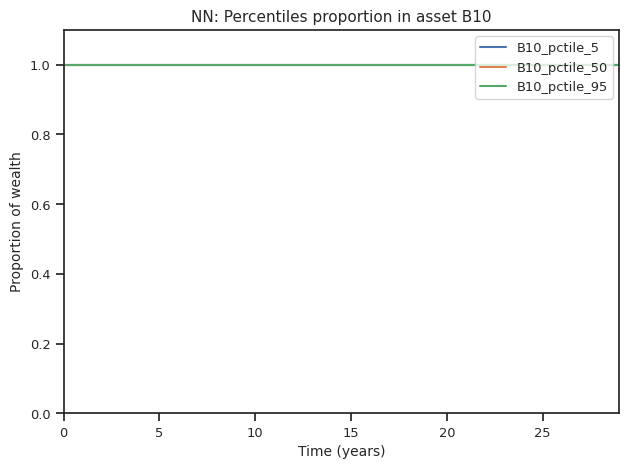 NN: Percentiles proportion in asset B10
B10_pctile_5
B10_pctile_50
B10_pctile_95
1.0
0.8
0.6
0.4
0.2
0.0
Proportion of wealth
0 5 10 15 20 25
Time (years)